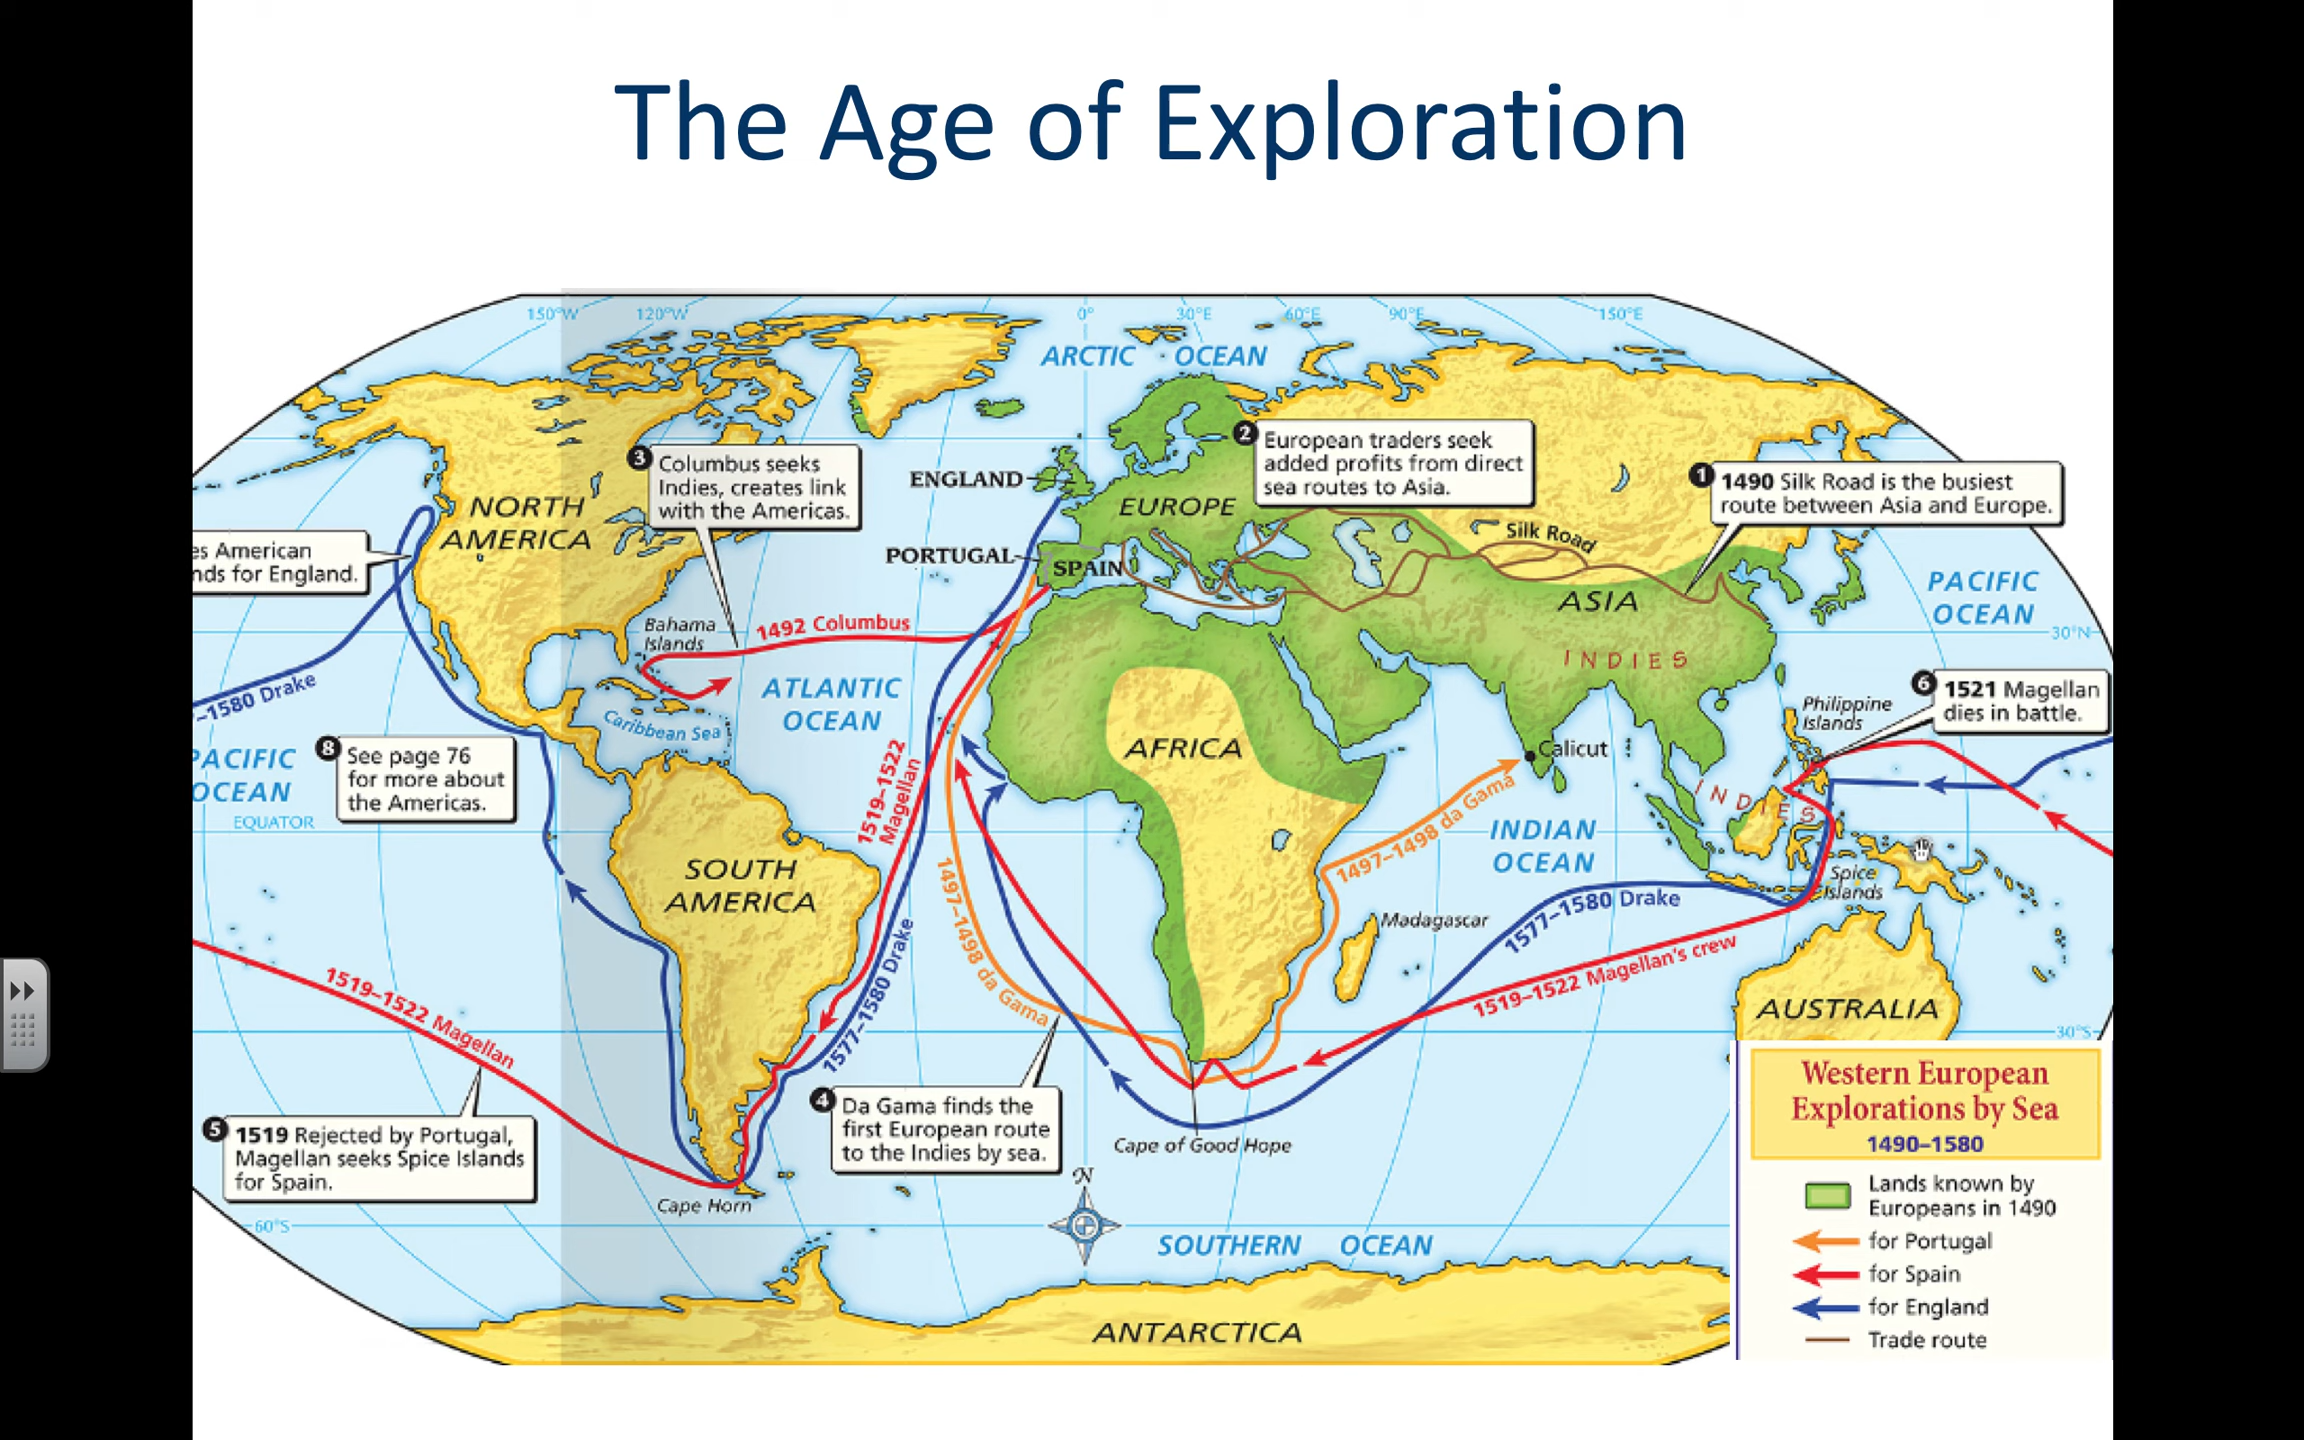 The Age of Exploration
150°W
120°W
0°
30°E
60°E
90°E
150°E
ARCTIC OCEAN
NORTH
AMERICA
3 Columbus seeks
Indies, creates link
with the Americas.
ENGLAND
PORTUGAL
SPAIN
EUROPE
2 European traders seek
added profits from direct
sea routes to Asia.
1 1490 Silk Road is the busiest
route between Asia and Europe.
Silk Road
ASIA
INDIES
PACIFIC
OCEAN
30°N
es American
nds for England.
–1580 Drake
Bahama
Islands
1492 Columbus
ATLANTIC
OCEAN
Caribbean Sea
PACIFIC
OCEAN
EQUATOR
8 See page 76
for more about
the Americas.
1519–1522
Magellan
AFRICA
Calicut
Philippine
Islands
6 1521 Magellan
dies in battle.
INDIES
SOUTH
AMERICA
1497–1498 da Gama
1497–1498 da Gama
INDIAN
OCEAN
Spice
Islands
Madagascar
1577–1580 Drake
1577–1580 Drake
1519–1522 Magellan's crew
1519–1522 Magellan
AUSTRALIA
30°S
5 1519 Rejected by Portugal,
Magellan seeks Spice Islands
for Spain.
4 Da Gama finds the
first European route
to the Indies by sea.
Cape of Good Hope
Cape Horn
N
60°S
SOUTHERN OCEAN
ANTARCTICA
Western European
Explorations by Sea
1490–1580
Lands known by
Europeans in 1490
for Portugal
for Spain
for England
Trade route